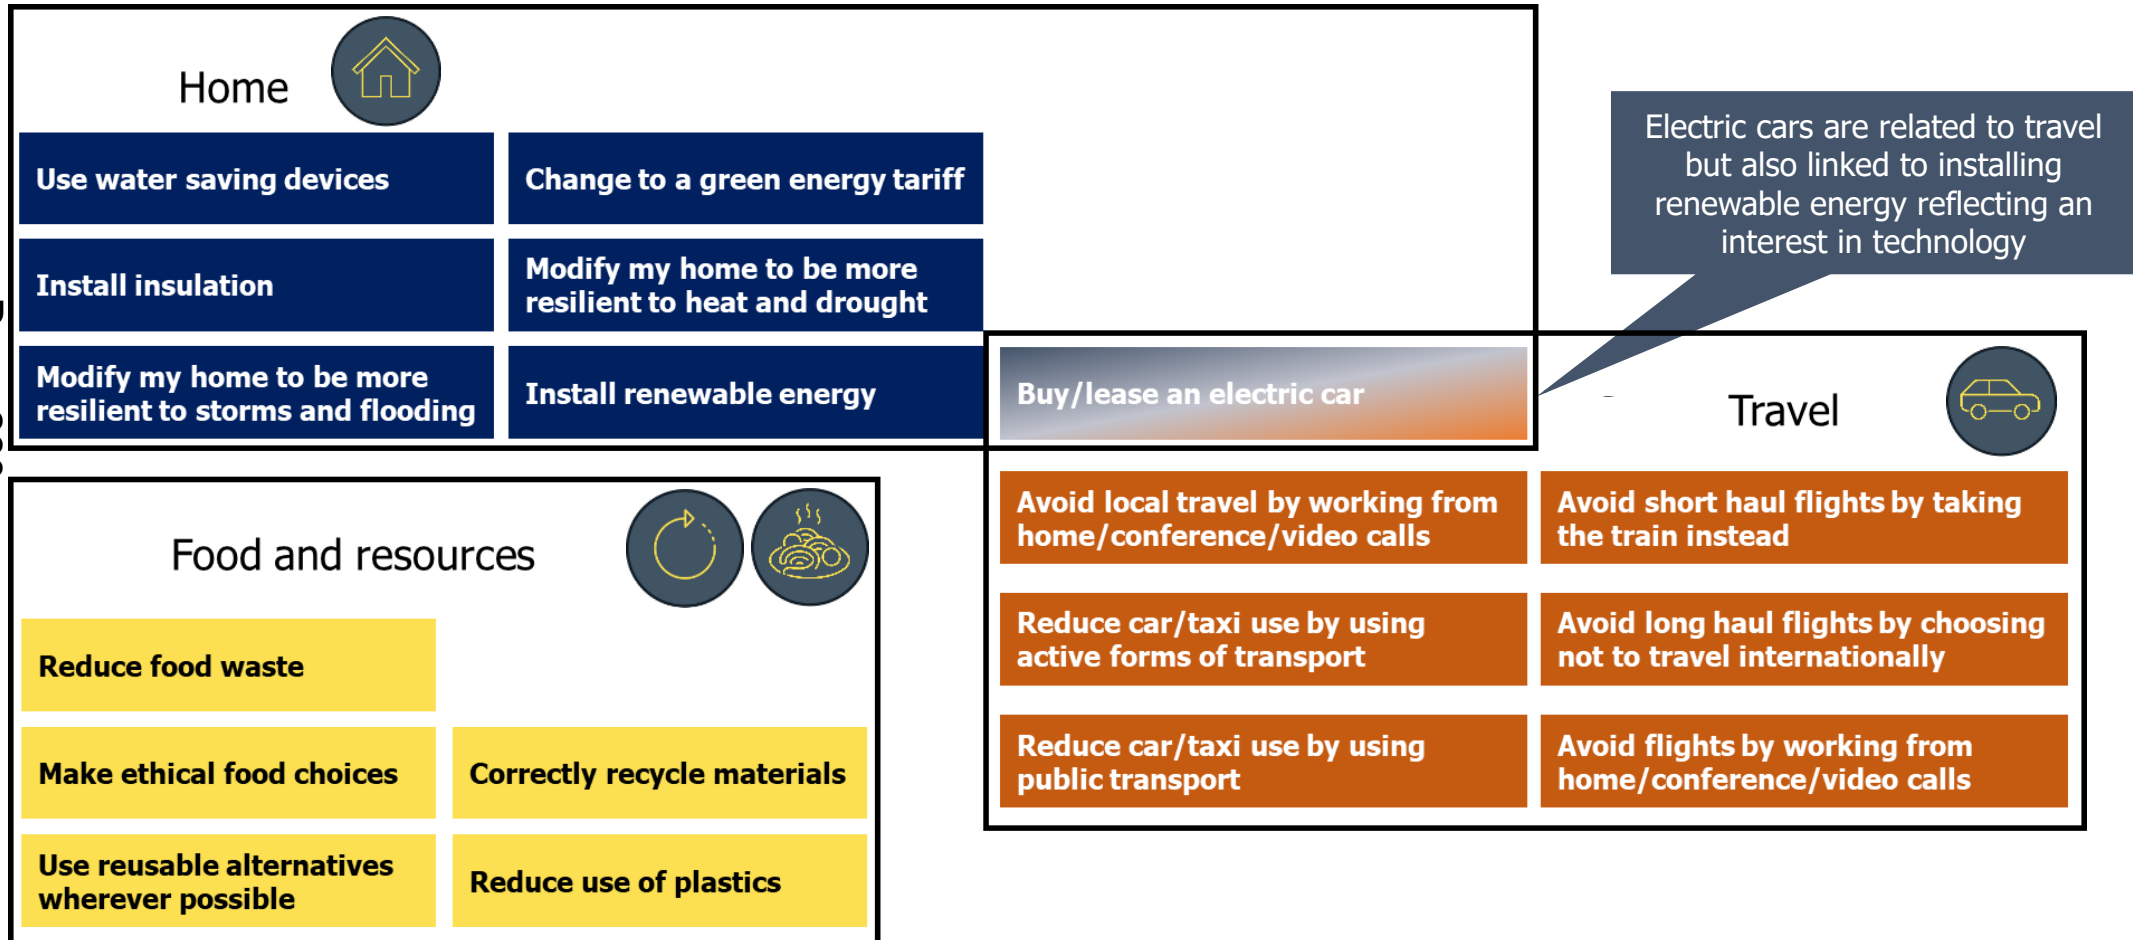 Home
Use water saving devices
Change to a green energy tariff
Install insulation
Modify my home to be more
resilient to heat and drought
Modify my home to be more
resilient to storms and flooding
Install renewable energy
Buy/lease an electric car
Electric cars are related to travel
but also linked to installing
renewable energy reflecting an
interest in technology
Travel
Avoid local travel by working from
home/conference/video calls
Avoid short haul flights by taking
the train instead
Reduce car/taxi use by using
active forms of transport
Avoid long haul flights by choosing
not to travel internationally
Reduce car/taxi use by using
public transport
Avoid flights by working from
home/conference/video calls
Food and resources
Reduce food waste
Make ethical food choices
Correctly recycle materials
Use reusable alternatives
wherever possible
Reduce use of plastics